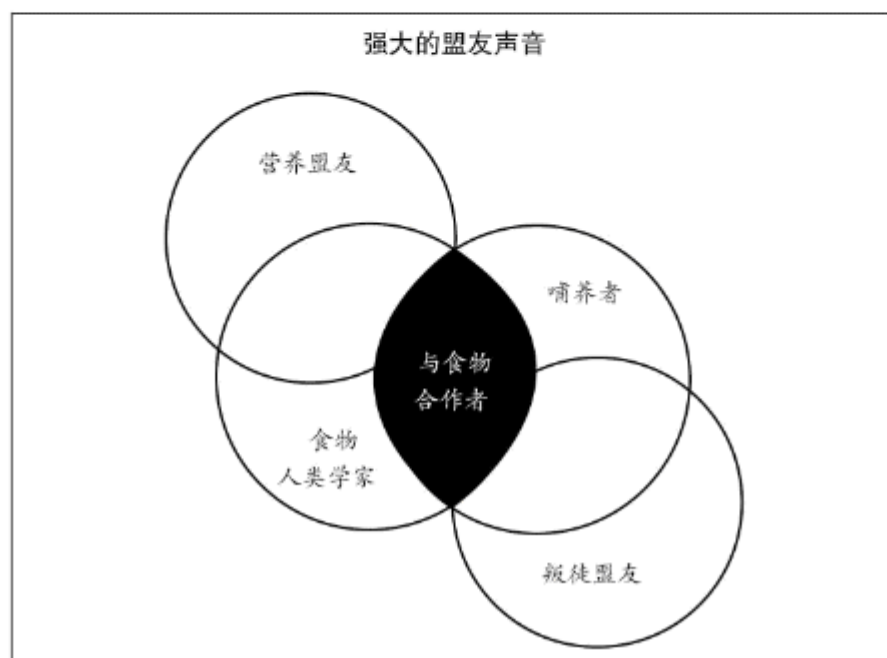 强大的盟友声音
营养盟友
哺养者
与食物
合作者
食物
人类学家
叛徒盟友